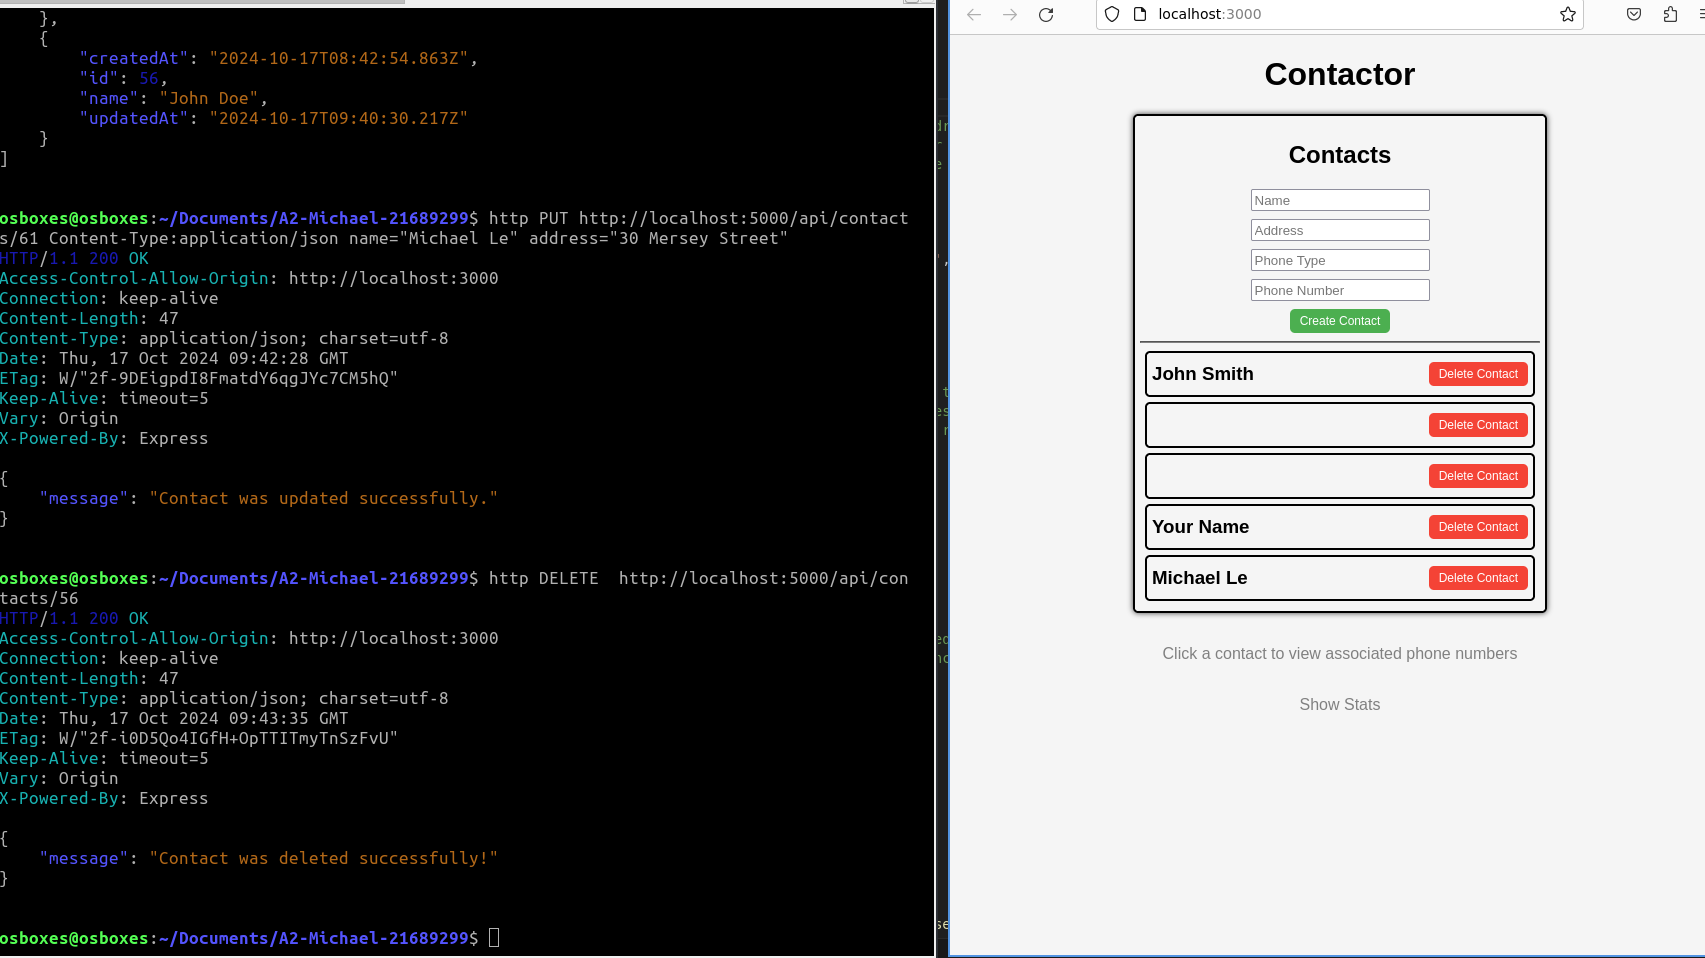 },
{
"createdAt": "2024-10-17T08:42:54.863Z",
"id": 56,
"name": "John Doe",
"updatedAt": "2024-10-17T09:40:30.217Z"
}
]
osboxes@osboxes:~/Documents/A2-Michael-21689299$ http PUT http://localhost:5000/api/contact
s/61 Content-Type:application/json name="Michael Le" address="30 Mersey Street"
HTTP/1.1 200 OK
Access-Control-Allow-Origin: http://localhost:3000
Connection: keep-alive
Content-Length: 47
Content-Type: application/json; charset=utf-8
Date: Thu, 17 Oct 2024 09:42:28 GMT
ETag: W/"2f-9DEigpdI8FmatdY6qgJYc7CM5hQ"
Keep-Alive: timeout=5
Vary: Origin
X-Powered-By: Express
{
"message": "Contact was updated successfully."
}
osboxes@osboxes:~/Documents/A2-Michael-21689299$ http DELETE  http://localhost:5000/api/con
tacts/56
HTTP/1.1 200 OK
Access-Control-Allow-Origin: http://localhost:3000
Connection: keep-alive
Content-Length: 47
Content-Type: application/json; charset=utf-8
Date: Thu, 17 Oct 2024 09:43:35 GMT
ETag: W/"2f-i0D5Qo4IGfH+OpTTITmyTnSzFvU"
Keep-Alive: timeout=5
Vary: Origin
X-Powered-By: Express
{
"message": "Contact was deleted successfully!"
}
osboxes@osboxes:~/Documents/A2-Michael-21689299$
localhost:3000
Contactor
Contacts
Name
Address
Phone Type
Phone Number
Create Contact
John Smith
Delete Contact
Delete Contact
Delete Contact
Your Name
Delete Contact
Michael Le
Delete Contact
Click a contact to view associated phone numbers
Show Stats